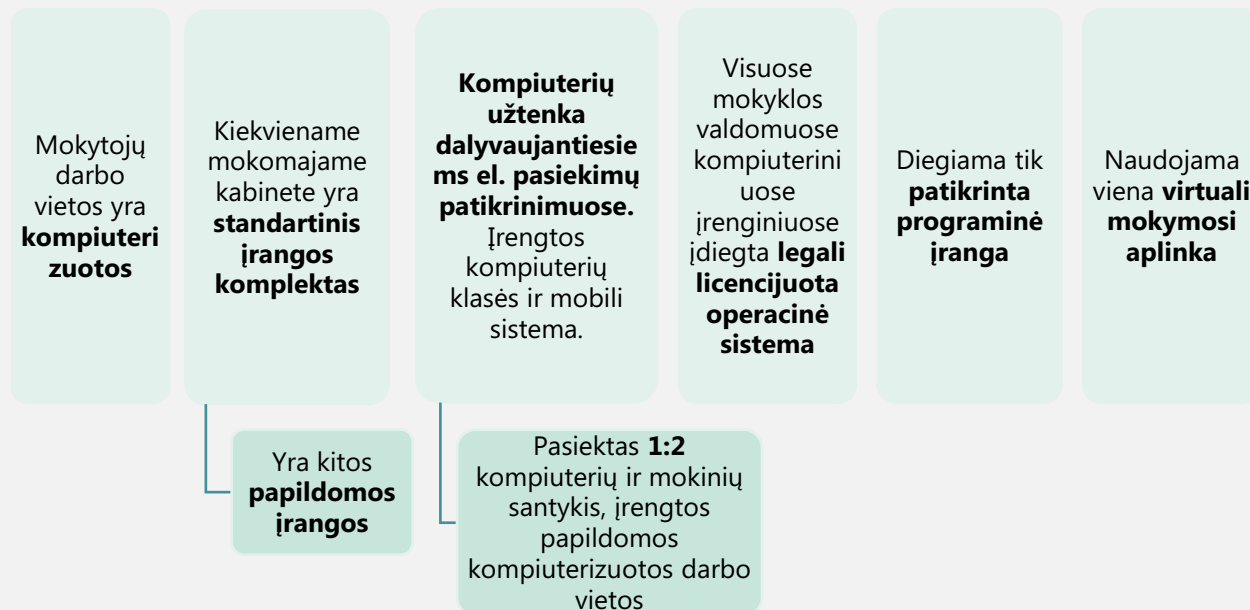 Mokytojų
darbo
vietos yra
kompiuteri
zuotos
Kiekviename
mokomajame
kabinete yra
standartinis
įrangos
komplektas
Kompiuterių
užtenka
dalyvaujantiesie
ms el. pasiekimų
patikrinimuose.
Įrengtos
kompiuterių
klasės ir mobili
sistema.
Visuose
mokyklos
valdomuose
kompiuterini
uose
įrenginiuose
įdiegta legali
licencijuota
operacinė
sistema
Diegiama tik
patikrinta
programinė
įranga
Naudojama
viena virtuali
mokymosi
aplinka
Yra kitos
papildomos
įrangos
Pasiektas 1:2
kompiuterių ir mokinių
santykis, įrengtos
papildomos
kompiuterizuotos darbo
vietos